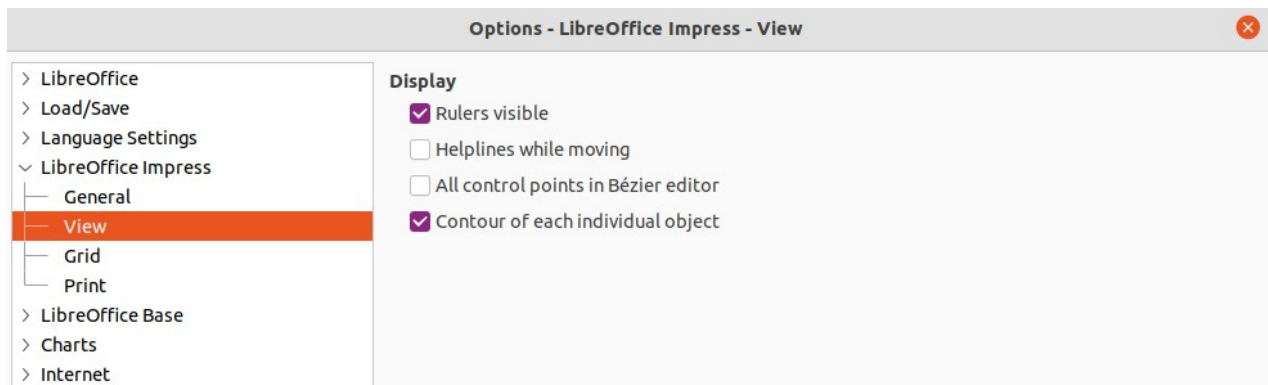 Options - LibreOffice Impress - View
LibreOffice
Load/Save
Language Settings
LibreOffice Impress
General
View
Grid
Print
LibreOffice Base
Charts
Internet
Display
Rulers visible
Helplines while moving
All control points in Bézier editor
Contour of each individual object